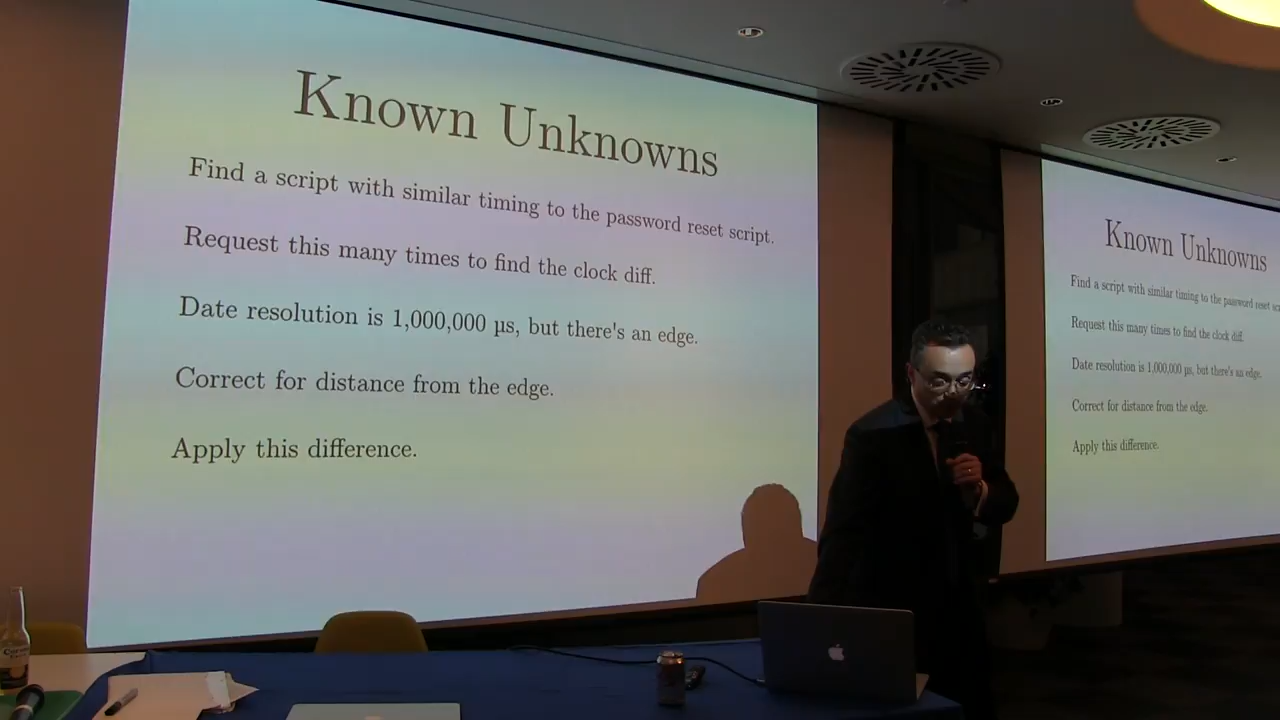 Known Unknowns
Find a script with similar timing to the password reset script.
Request this many times to find the clock diff.
Date resolution is 1,000,000 µs, but there's an edge.
Correct for distance from the edge.
Apply this difference.
Known Unknowns
Find a script with similar timing to the password reset
Request this many times to find the clock diff.
Date resolution is 1,000,000 µs, but there's an edge.
Correct for distance from the edge.
Apply this difference.